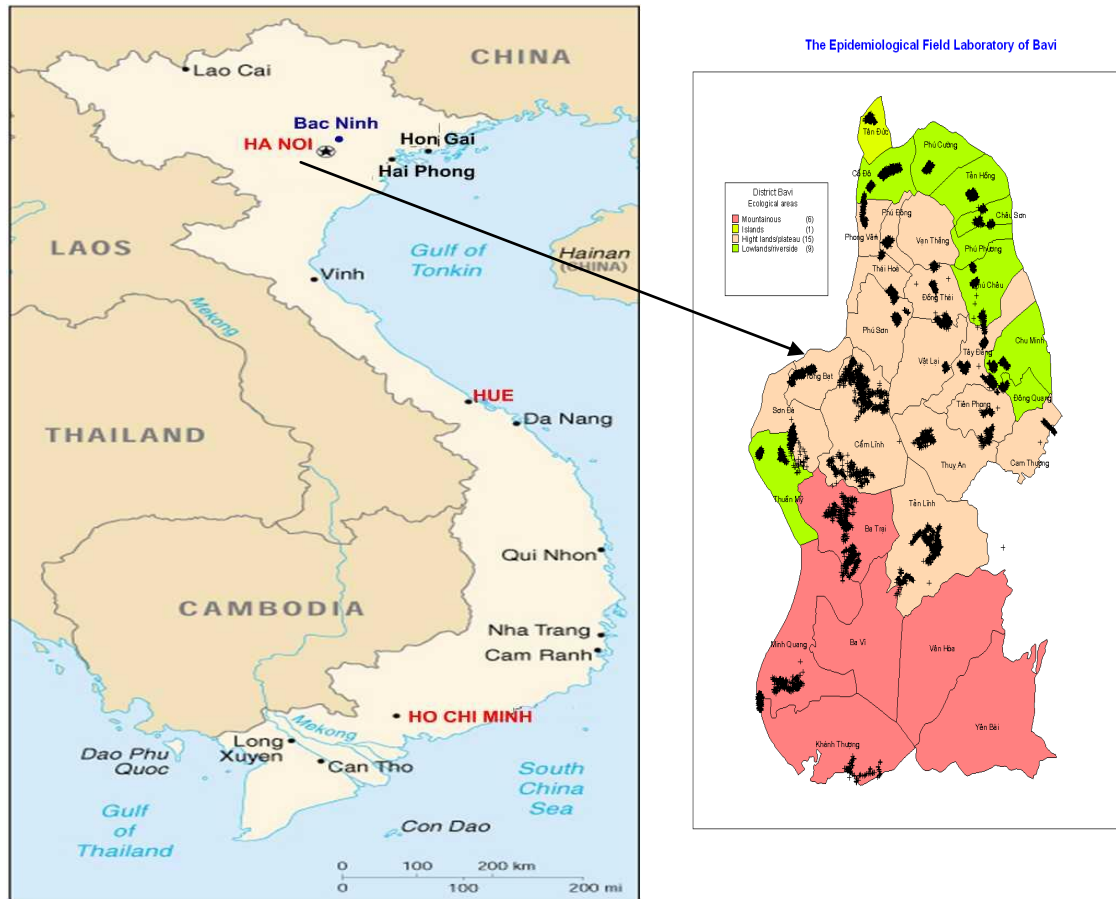 CHINA
Lao Cai
Bac Ninh
HA NOI
Hon Gai
Hai Phong
LAOS
Gulf of
Tonkin
Hainan
(CHINA)
Vinh
Mekong
THAILAND
HUE
Da Nang
Qui Nhon
CAMBODIA
Nha Trang
Cam Ranh
HO CHI MINH
Mekong
Long
Xuyen
Can Tho
Dao Phu
Quoc
South
China
Sea
Gulf
of
Thailand
Con Dao
0 100 200 km
0 100 200 mi
The Epidemiological Field Laboratory of Bavi
District Bavi
Ecological areas
Mountainous (6)
Islands (1)
Hight lands/plateau (15)
Lowlands/riverside (9)
Tản Đức
Phú Cường
Cổ Đô
Tản Hồng
Châu Sơn
Phú Đông
Phong Vân
Vạn Thắng
Phú Phương
Thái Hoà
Phú Châu
Đồng Thái
Phú Sơn
Chu Minh
Vật Lại
Tây Đằng
Tòng Bạt
Đông Quang
Tiên Phong
Sơn Đà
Cẩm Lĩnh
Thuỵ An
Cam Thượng
Thuần Mỹ
Tản Lĩnh
Ba Trại
Minh Quang
Ba Vì
Vân Hòa
Yên Bài
Khánh Thượng